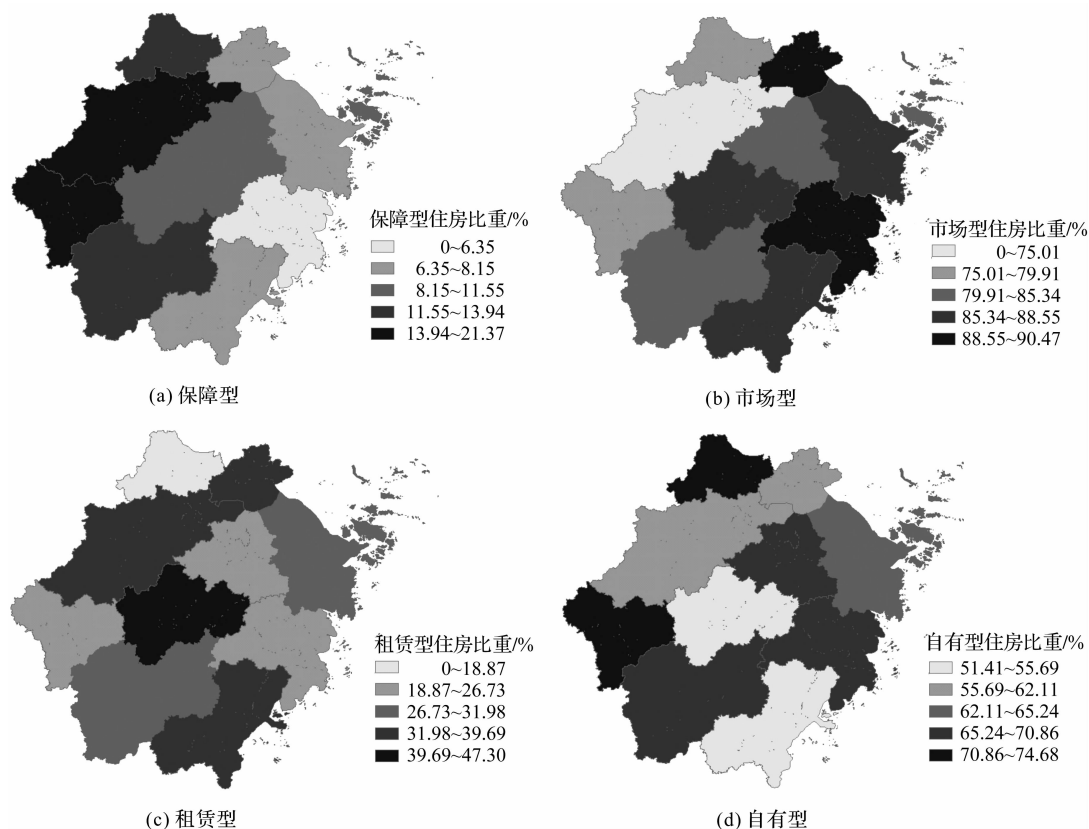 保障型住房比重/%
0~6.35
6.35~8.15
8.15~11.55
11.55~13.94
13.94~21.37
(a) 保障型
市场型住房比重/%
0~75.01
75.01~79.91
79.91~85.34
85.34~88.55
88.55~90.47
(b) 市场型
租赁型住房比重/%
0~18.87
18.87~26.73
26.73~31.98
31.98~39.69
39.69~47.30
(c) 租赁型
自有型住房比重/%
51.41~55.69
55.69~62.11
62.11~65.24
65.24~70.86
70.86~74.68
(d) 自有型